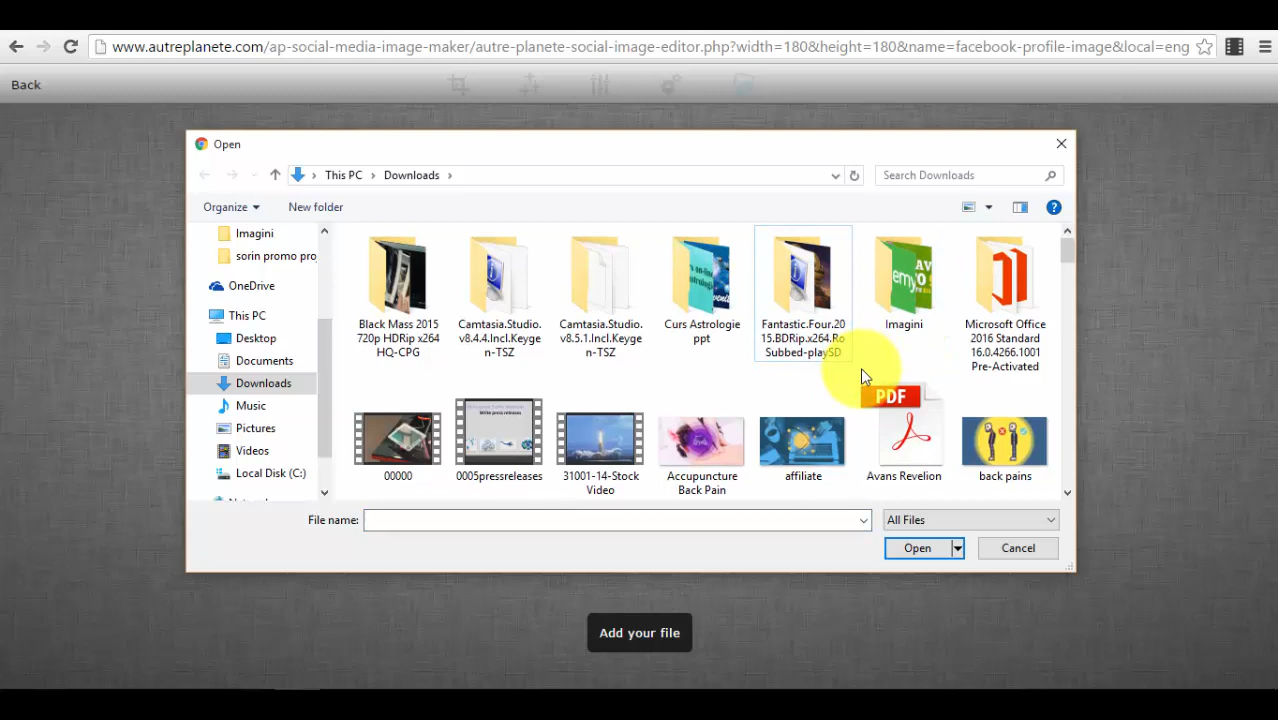 www.autreplanete.com/ap-social-media-image-maker/autre-planete-social-image-editor.php?width=180&height=180&name=facebook-profile-image&local=eng
Back
Open
This PC
Downloads
Search Downloads
Organize
New folder
Imagini
sorin promo pro
OneDrive
This PC
Desktop
Documents
Downloads
Music
Pictures
Videos
Local Disk (C:)
Black Mass 2015
720p HDRip x264
HQ-CPG
Camtasia.Studio.
v8.4.4.Incl.Keyge
n-TSZ
Camtasia.Studio.
v8.5.1.Incl.Keyge
n-TSZ
Curs Astrologie
ppt
Fantastic.Four.20
15.BDRip.x264.Ro
Subbed-playSD
Imagini
Microsoft Office
2016 Standard
16.0.4266.1001
Pre-Activated
PDF
00000
0005pressreleases
31001-14-Stock
Video
Accupuncture
Back Pain
affiliate
Avans Revelion
back pains
File name:
All Files
Open
Cancel
Add your file